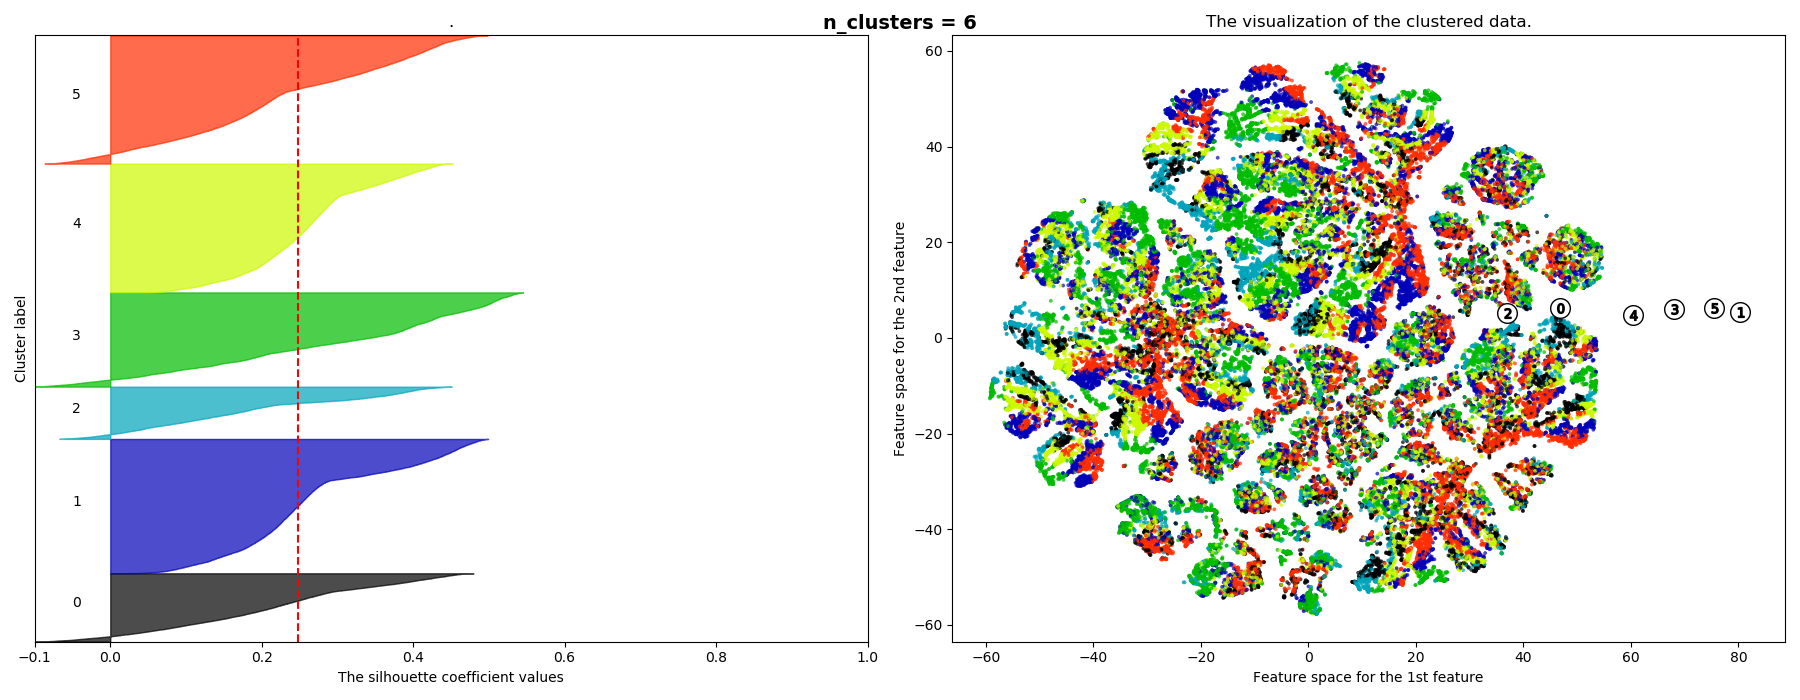 n_clusters = 6
.
Cluster label
5
4
3
2
1
0
−0.1 0.0 0.2 0.4 0.6 0.8 1.0
The silhouette coefficient values
The visualization of the clustered data.
Feature space for the 2nd feature
60
40
20
0
−20
−40
−60
2 0 4 3 5 1
−60 −40 −20 0 20 40 60 80
Feature space for the 1st feature